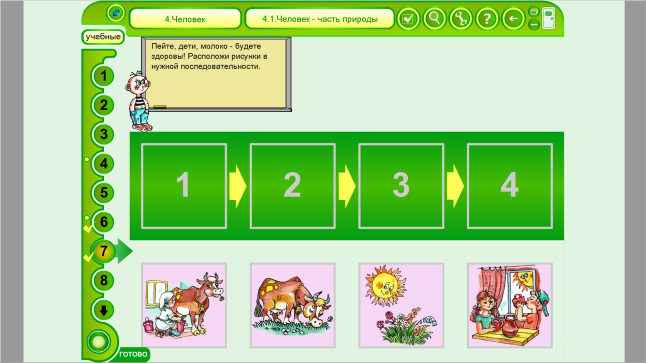 4.Человек
4.1.Человек - часть природы
?
учебные
Пейте, дети, молоко - будете
здоровы! Расположи рисунки в
нужной последовательности.
1
2
3
4
5
6
7
8
1
2
3
4
готово